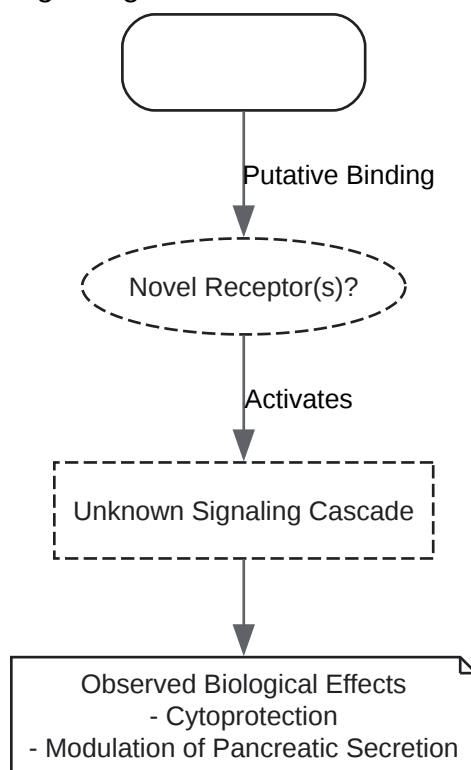 Putative Binding
Novel Receptor(s)?
Activates
Unknown Signaling Cascade
Observed Biological Effects
- Cytoprotection
- Modulation of Pancreatic Secretion